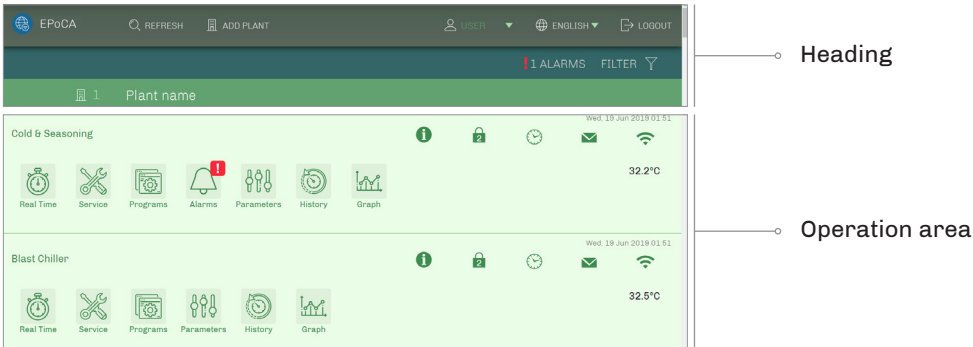 EPoCA REFRESH ADD PLANT USER ENGLISH LOGOUT
Heading
!1 ALARMS FILTER
1 Plant name
Wed, 19 Jun 2019 01:51
Cold & Seasoning
2
!
32.2°C
Real Time Service Programs Alarms Parameters History Graph
Operation area
Wed, 19 Jun 2019 01:51
Blast Chiller
2
32.5°C
Real Time Service Programs Parameters History Graph